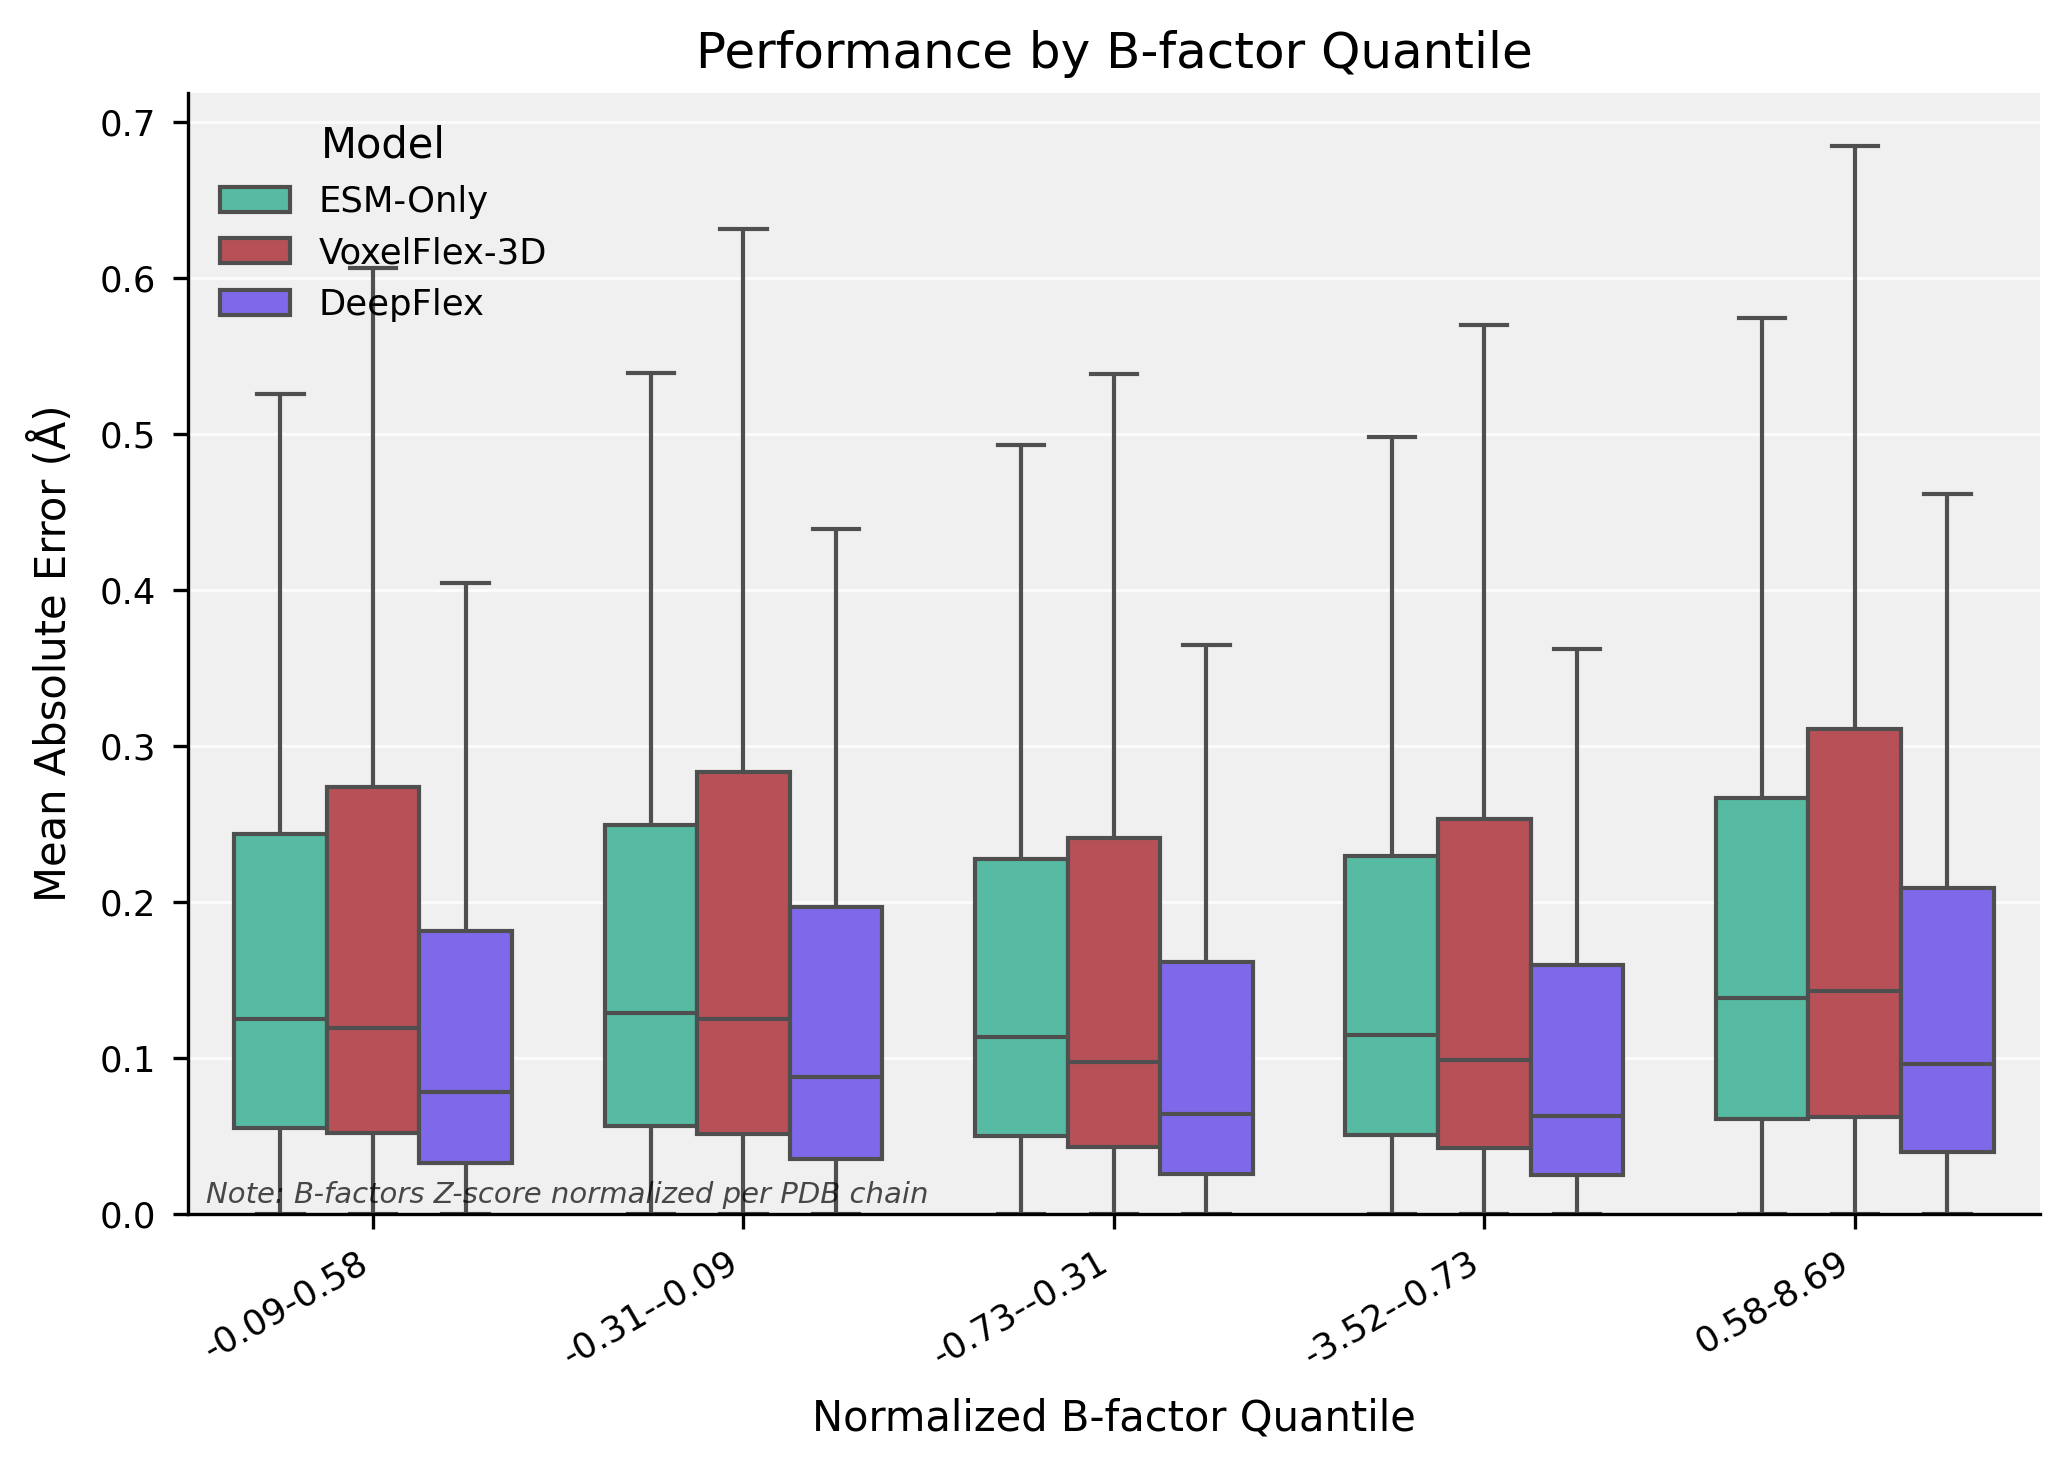 Performance by B-factor Quantile
Mean Absolute Error (Å)
0.7
0.6
0.5
0.4
0.3
0.2
0.1
0.0
Model
ESM-Only
VoxelFlex-3D
DeepFlex
Note: B-factors Z-score normalized per PDB chain
-0.09-0.58
-0.31--0.09
-0.73--0.31
-3.52--0.73
0.58-8.69
Normalized B-factor Quantile